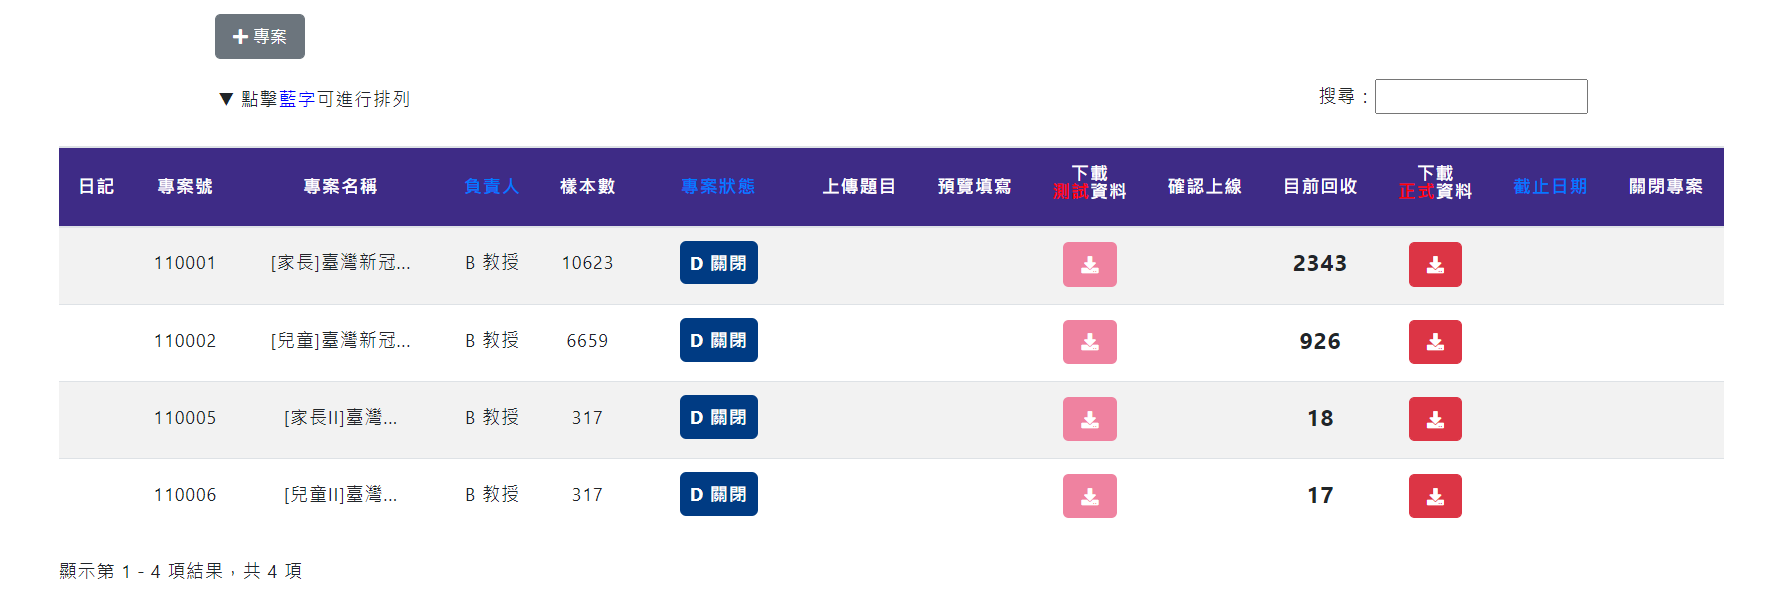 專案
▼ 點擊藍字可進行排列
搜尋：
日記 專案號 專案名稱 負責人 樣本數 專案狀態 上傳題目 預覽填寫 下載測試資料 確認上線 目前回收 下載正式資料 截止日期 關閉專案
110001 [家長]臺灣新冠... B 教授 10623 D 關閉 2343
110002 [兒童]臺灣新冠... B 教授 6659 D 關閉 926
110005 [家長II]臺灣... B 教授 317 D 關閉 18
110006 [兒童II]臺灣... B 教授 317 D 關閉 17
顯示第 1 - 4 項結果，共 4 項